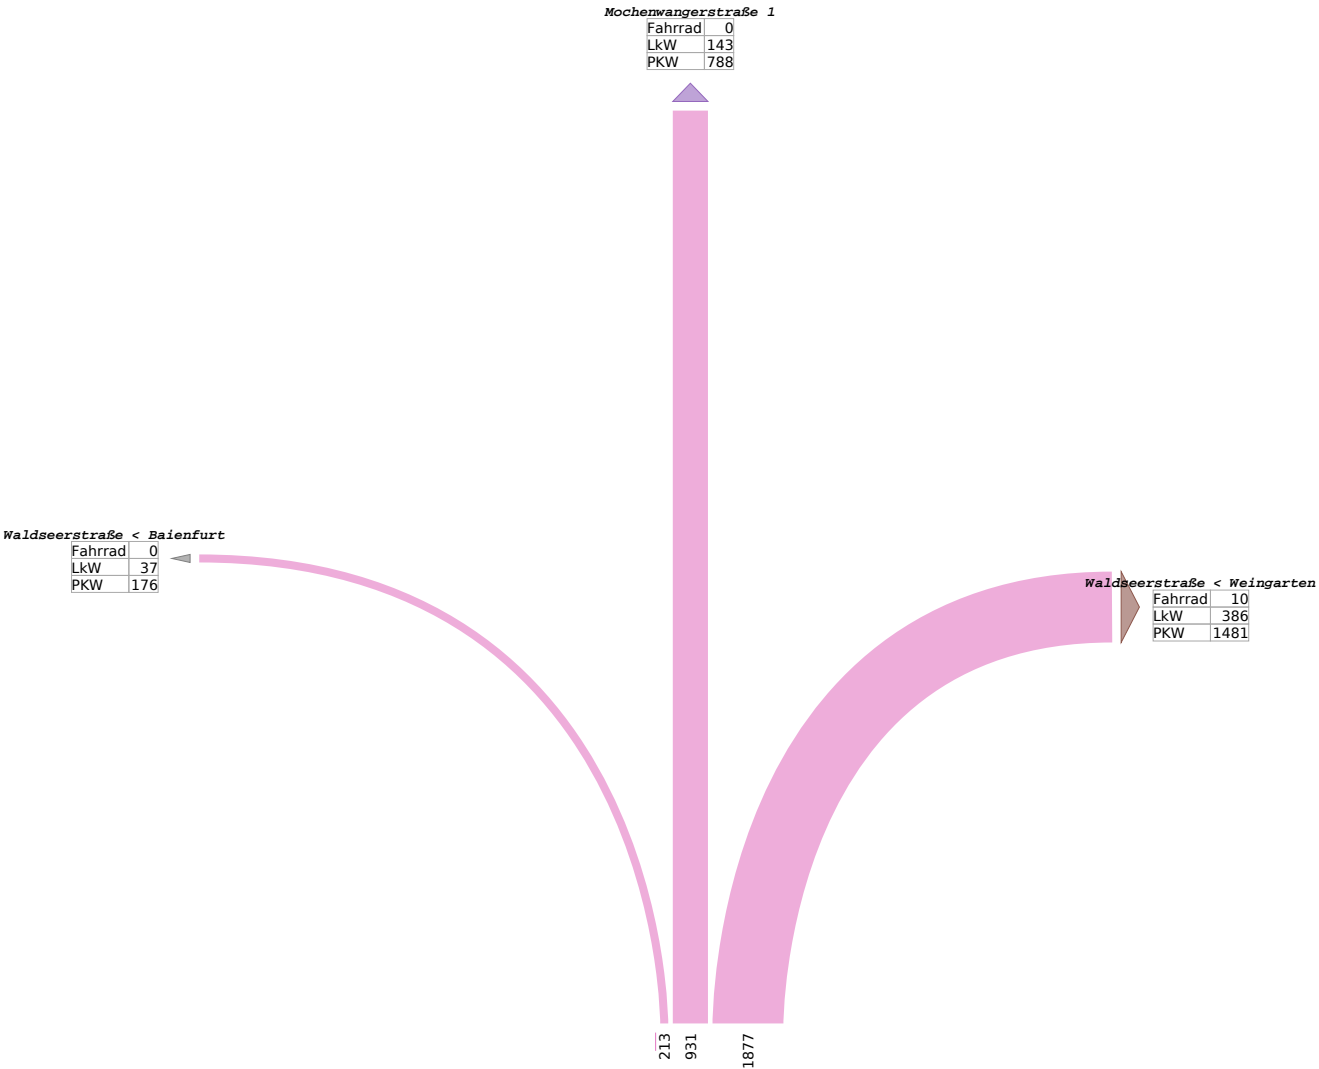 Mochenwangerstraße 1
Fahrrad 0
LkW 143
PKW 788
Waldseerstraße < Baienfurt
Fahrrad 0
LkW 37
PKW 176
Waldseerstraße < Weingarten
Fahrrad 10
LkW 386
PKW 1481
213
931
1877